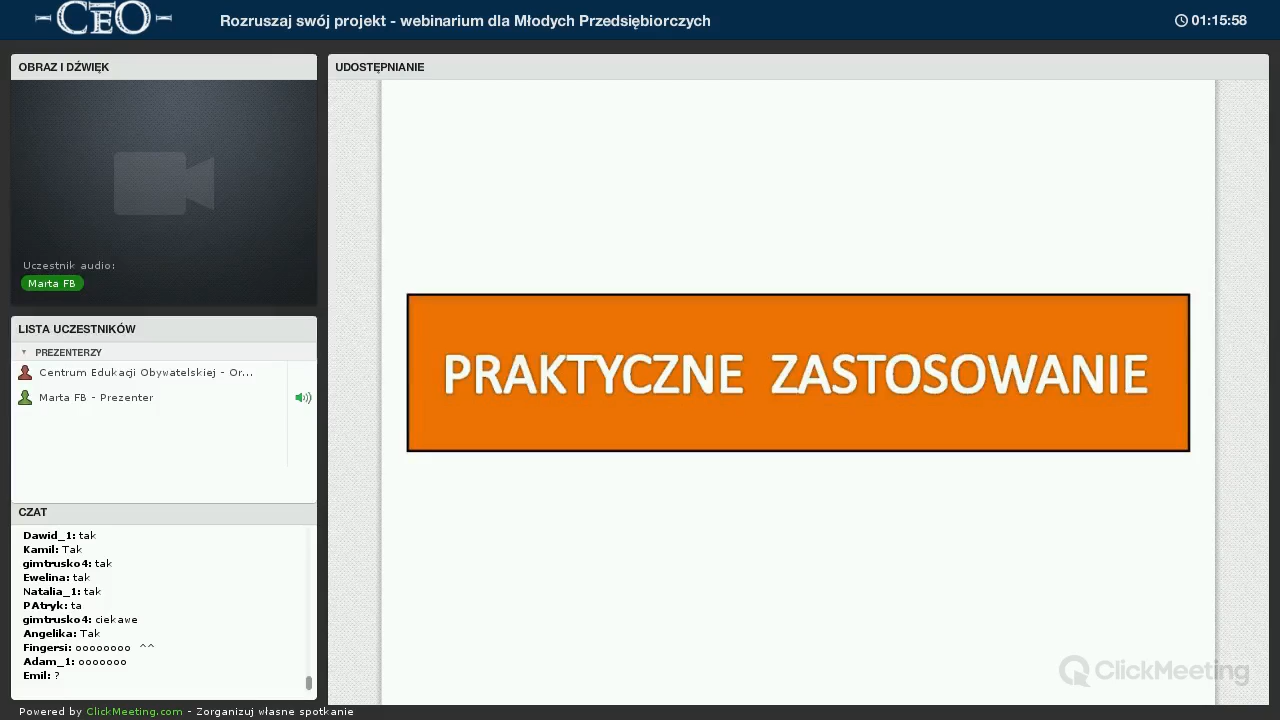 CEO
Rozruszaj swój projekt - webinarium dla Młodych Przedsiębiorczych
01:15:58
OBRAZ I DŹWIĘK
Uczestnik audio:
Marta FB
LISTA UCZESTNIKÓW
PREZENTERZY
Centrum Edukacji Obywatelskiej - Or...
Marta FB - Prezenter
CZAT
Dawid_1: tak
Kamil: Tak
gimtrusko4: tak
Ewelina: tak
Natalia_1: tak
PAtryk: ta
gimtrusko4: ciekawe
Angelika: Tak
Fingersi: oooooooo ^^
Adam_1: ooooooo
Emil: ?
Powered by ClickMeeting.com - Zorganizuj własne spotkanie
UDOSTĘPNIANIE
PRAKTYCZNE ZASTOSOWANIE
ClickMeeting